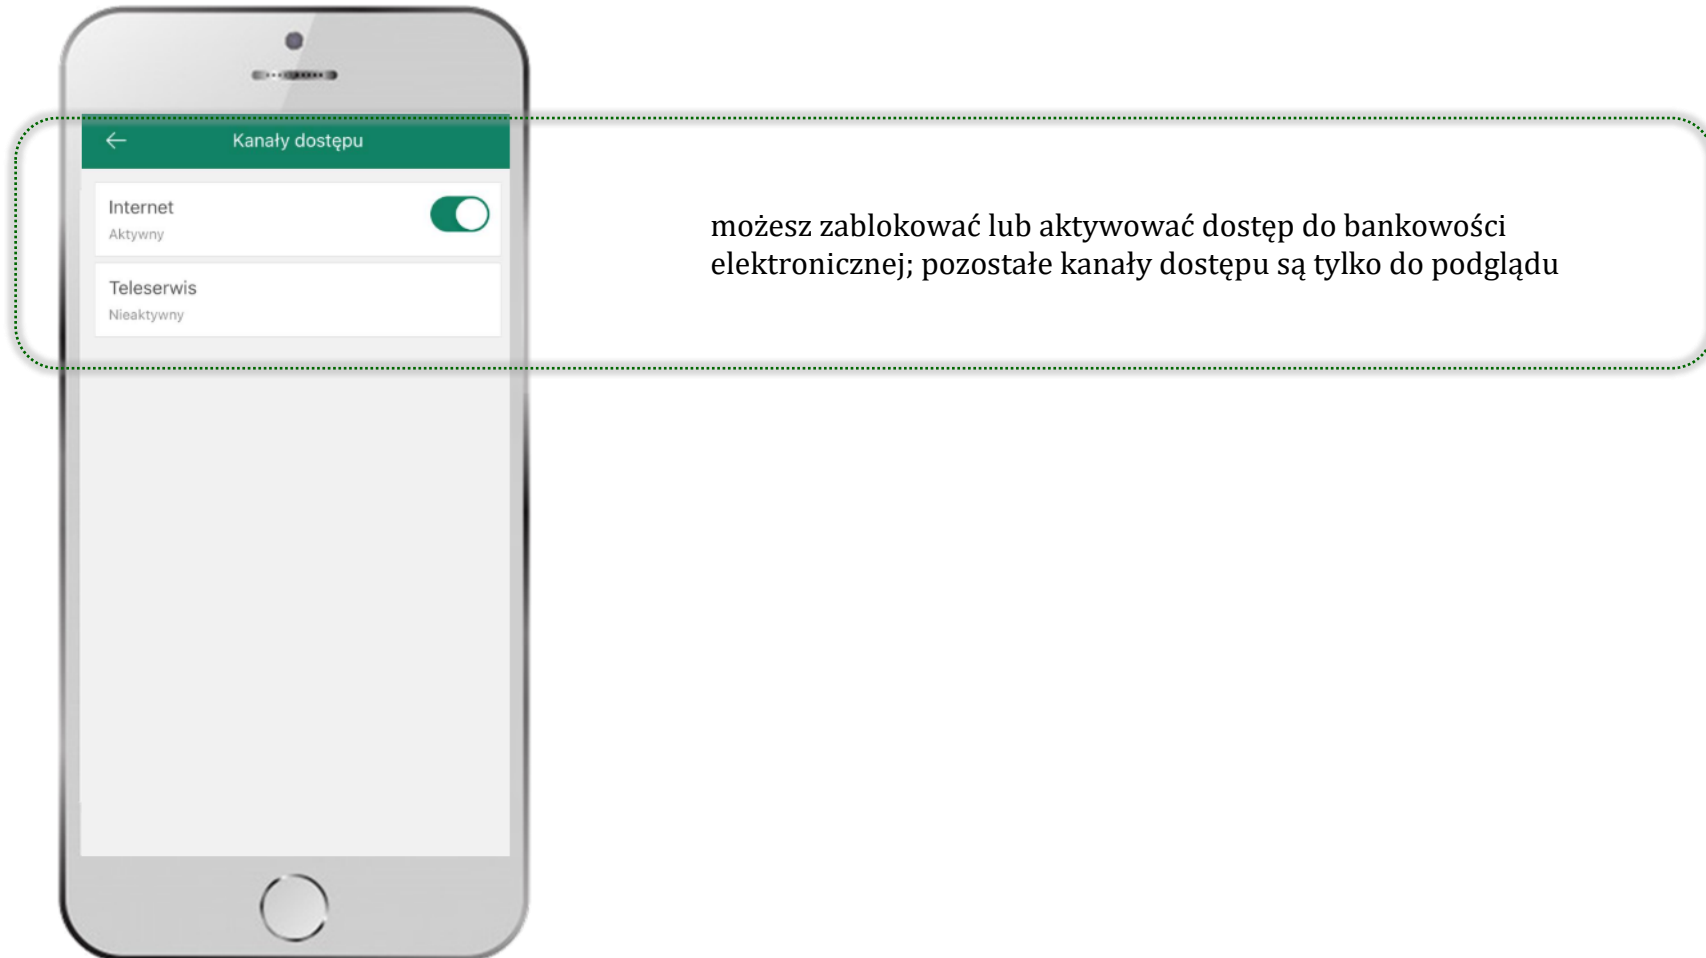 Kanały dostępu
Internet
Aktywny
Teleserwis
Nieaktywny
możesz zablokować lub aktywować dostęp do bankowości
elektronicznej; pozostałe kanały dostępu są tylko do podglądu